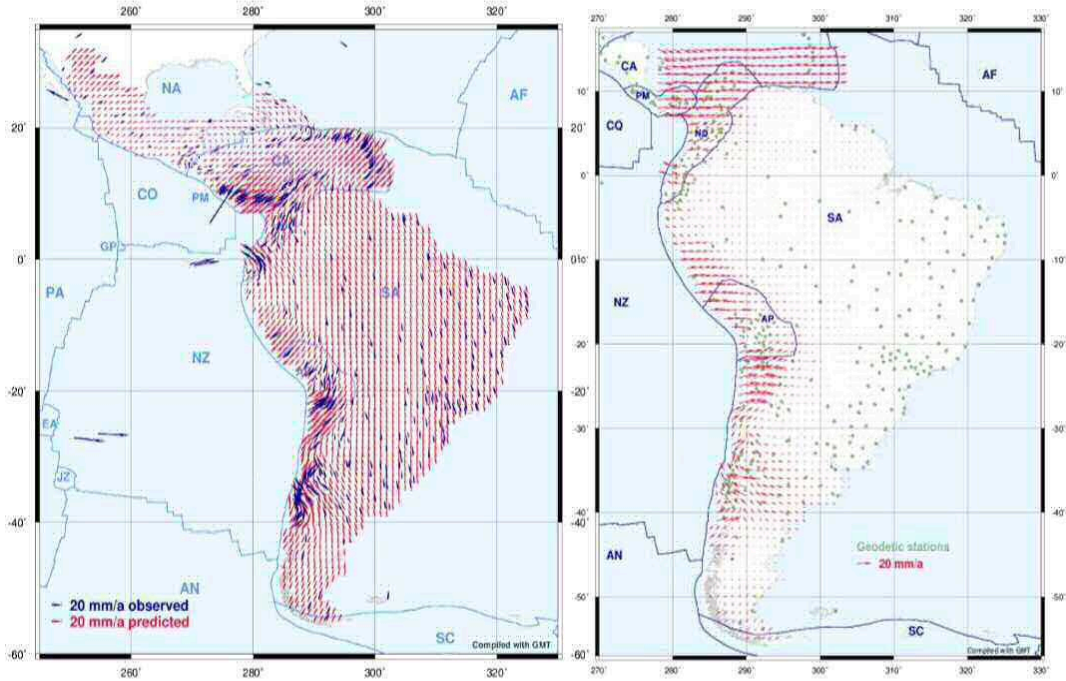 260˚ 280˚ 300˚ 320˚
NA
AF
20˚
CA
CO
PM
GP
0˚
PA
SA
NZ
-20˚
EA
JZ
-40˚
AN
20 mm/a observed
20 mm/a predicted
SC
Compiled with GMT
-60˚
260˚ 280˚ 300˚ 320˚
270˚ 280˚ 290˚ 300˚ 310˚ 320˚ 330˚
CA
AF
PM
10˚ 10˚
CO
20˚
ND
0˚ 0˚
SA
0˚ -10˚ -10˚
NZ
AP
-20˚ -20˚
-30˚ -30˚
-40˚ -40˚
Geodetic stations
20 mm/a
AN
-50˚ -50˚
SC
Compiled with GMT
-60˚
270˚ 280˚ 290˚ 300˚ 310˚ 320˚ 330˚